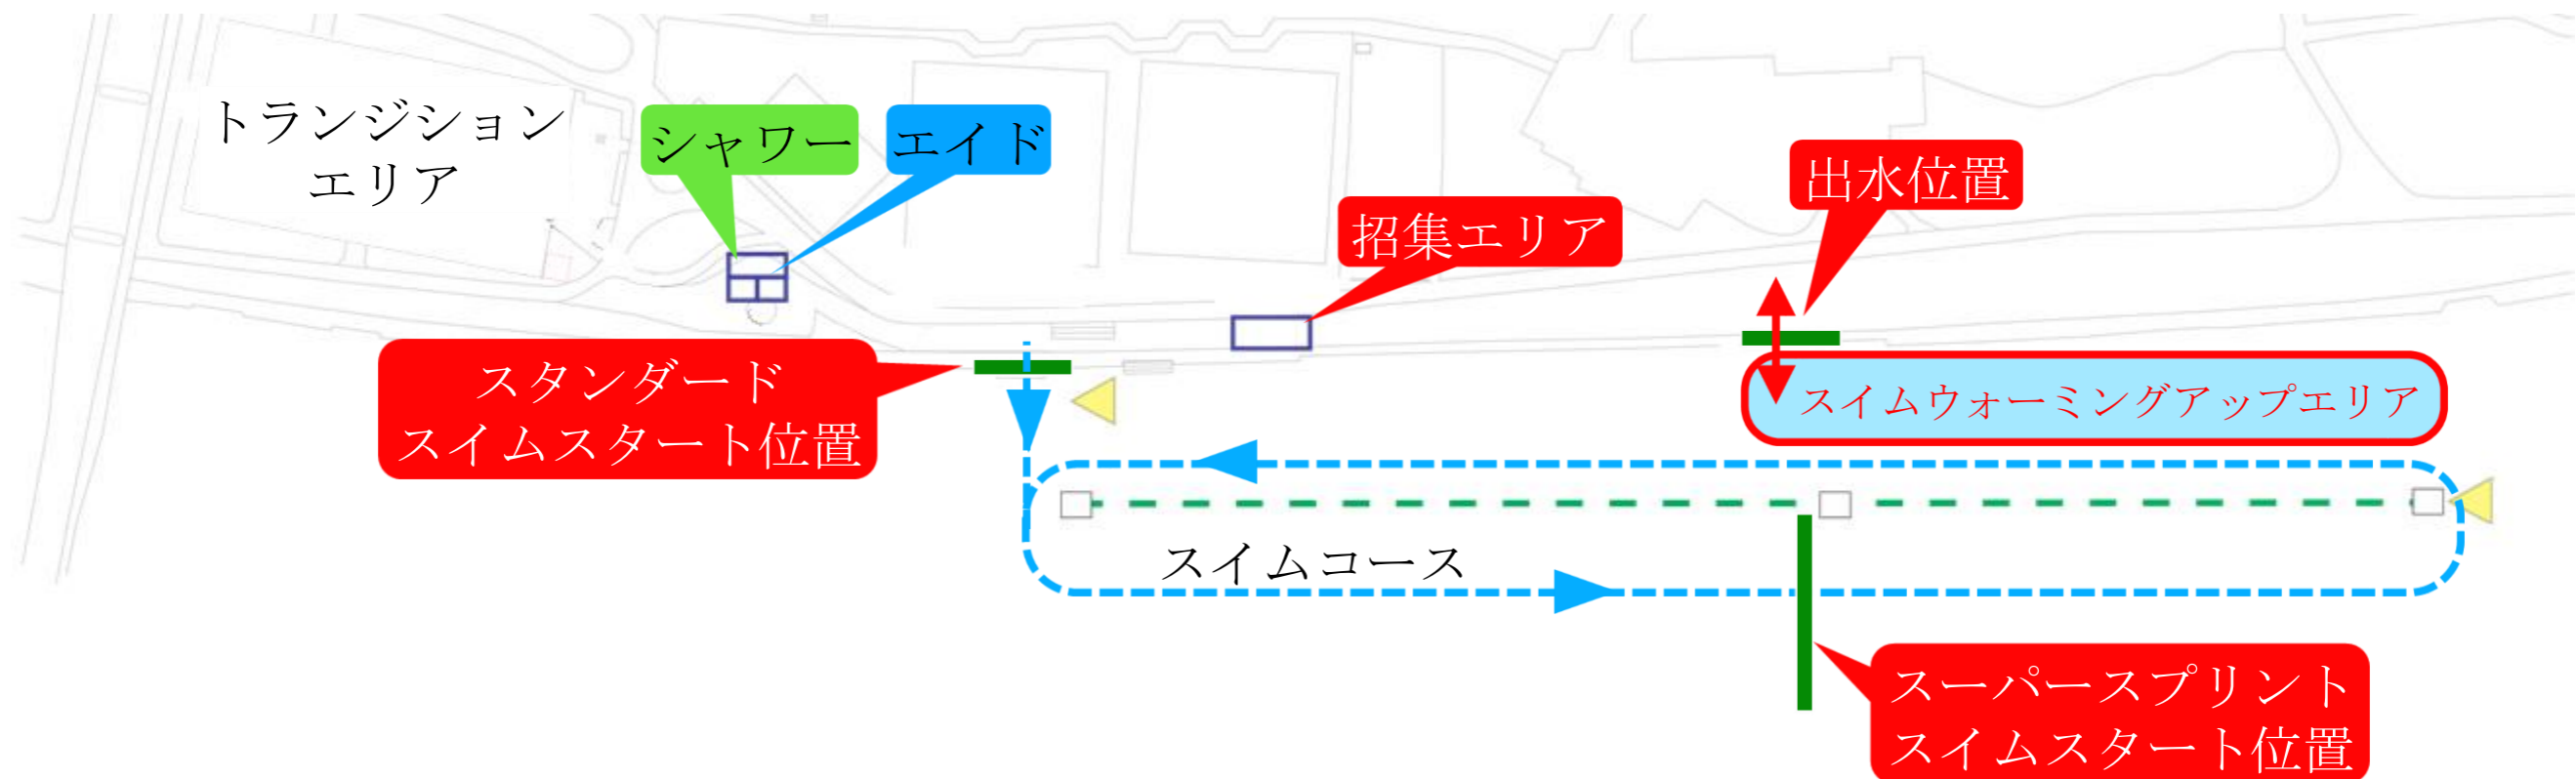 トランジション
エリア
シャワー
エイド
招集エリア
出水位置
スタンダード
スイムスタート位置
スイムウォーミングアップエリア
スイムコース
スーパースプリント
スイムスタート位置